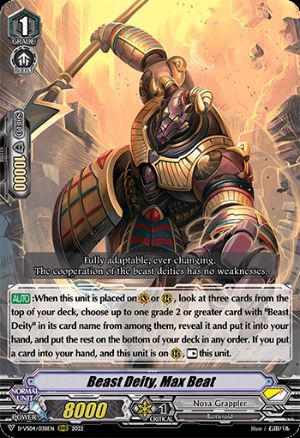 1
GRADE
BOOST
SHIELD
10000
Fully adaptable, ever changing.
The cooperation of the beast deities has no weaknesses.
AUTO :When this unit is placed on V or R, look at three cards from the
top of your deck, choose up to one grade 2 or greater card with "Beast
Deity" in its card name from among them, reveal it and put it into your
hand, and put the rest on the bottom of your deck in any order. If you put
a card into your hand, and this unit is on R,
Beast Deity, Max Beat
NORMAL
UNIT
Nova Grappler
Battleroid
POWER
8000
1
CRITICAL
D-VS04/038EN
2022